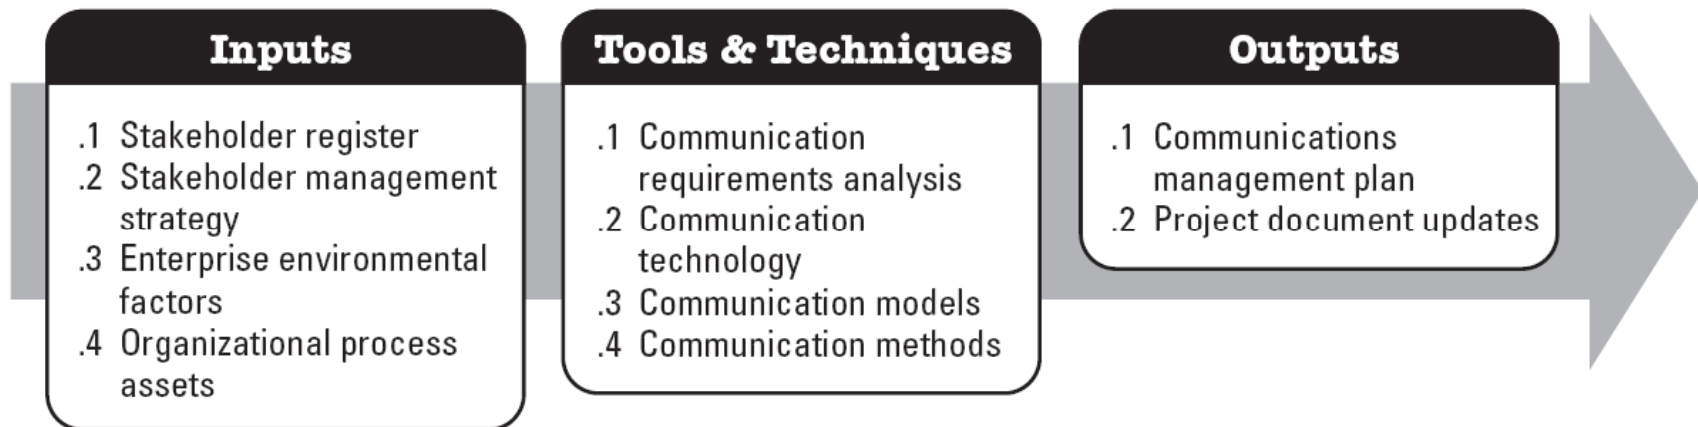 Inputs
.1 Stakeholder register
.2 Stakeholder management
strategy
.3 Enterprise environmental
factors
.4 Organizational process
assets
Tools & Techniques
.1 Communication
requirements analysis
.2 Communication
technology
.3 Communication models
.4 Communication methods
Outputs
.1 Communications
management plan
.2 Project document updates